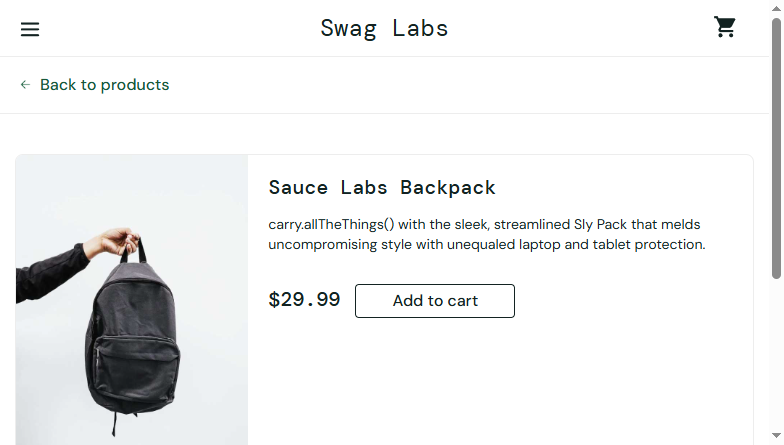 Swag Labs
Back to products
Sauce Labs Backpack
carry.allTheThings() with the sleek, streamlined Sly Pack that melds
uncompromising style with unequaled laptop and tablet protection.
$29.99
Add to cart